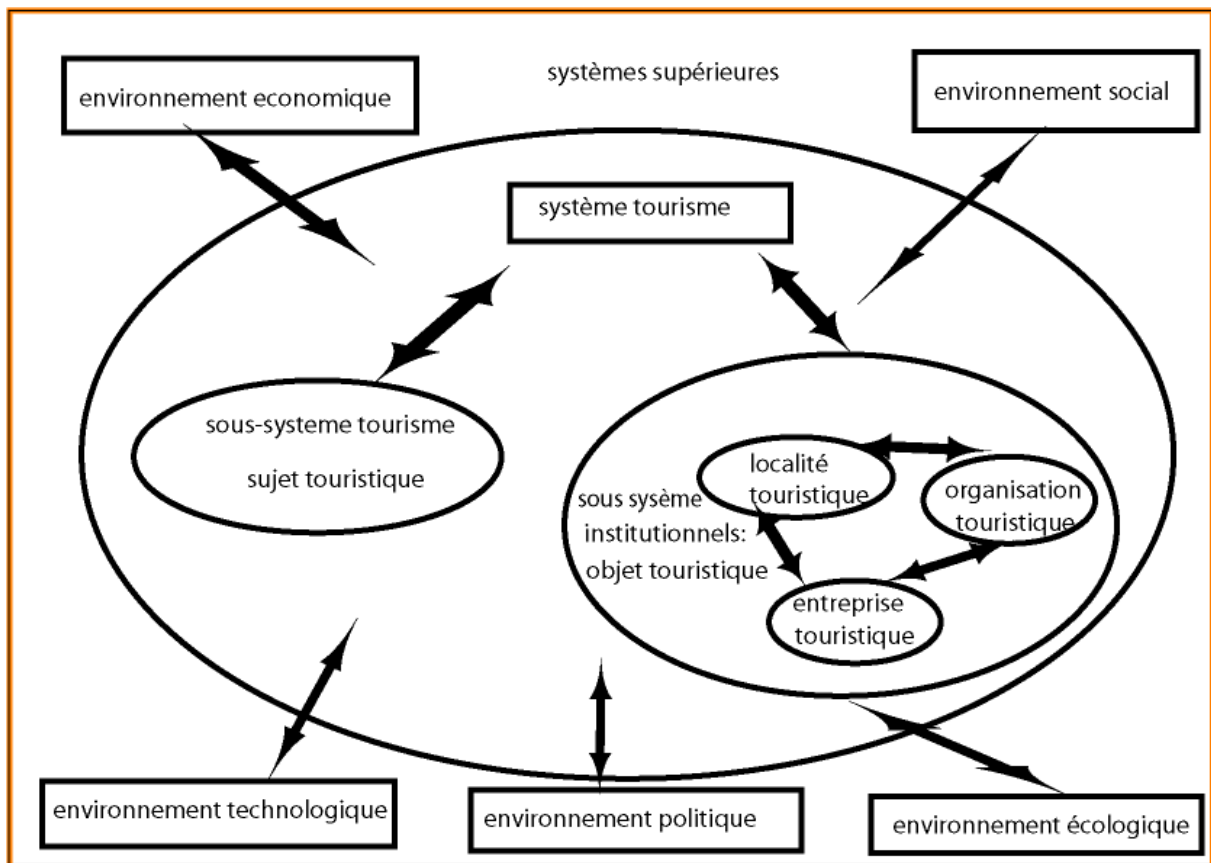 systèmes supérieures
environnement economique
environnement social
système tourisme
sous-systeme tourisme
sujet touristique
sous sysème
institutionnels:
objet touristique
localité
touristique
organisation
touristique
entreprise
touristique
environnement technologique
environnement politique
environnement écologique